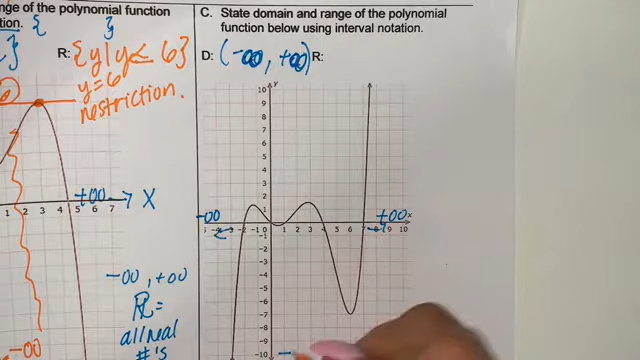 nge of the polynomial function
tion. { }
}
R: {y|y≤ 6}
y=6
restriction.
1 2 3 4 5 6 7
+∞ → X
-∞, +∞
ℝ =
all real
#'s
-∞
C. State domain and range of the polynomial
function below using interval notation.
D: (-∞, +∞) R:
y
10
9
8
7
6
5
4
3
2
1
-∞ +∞ x
-2 -1 0 1 2 3 4 5 6 7 8 9 10
-1
-2
-3
-4
-5
-6
-7
-8
-9
-10